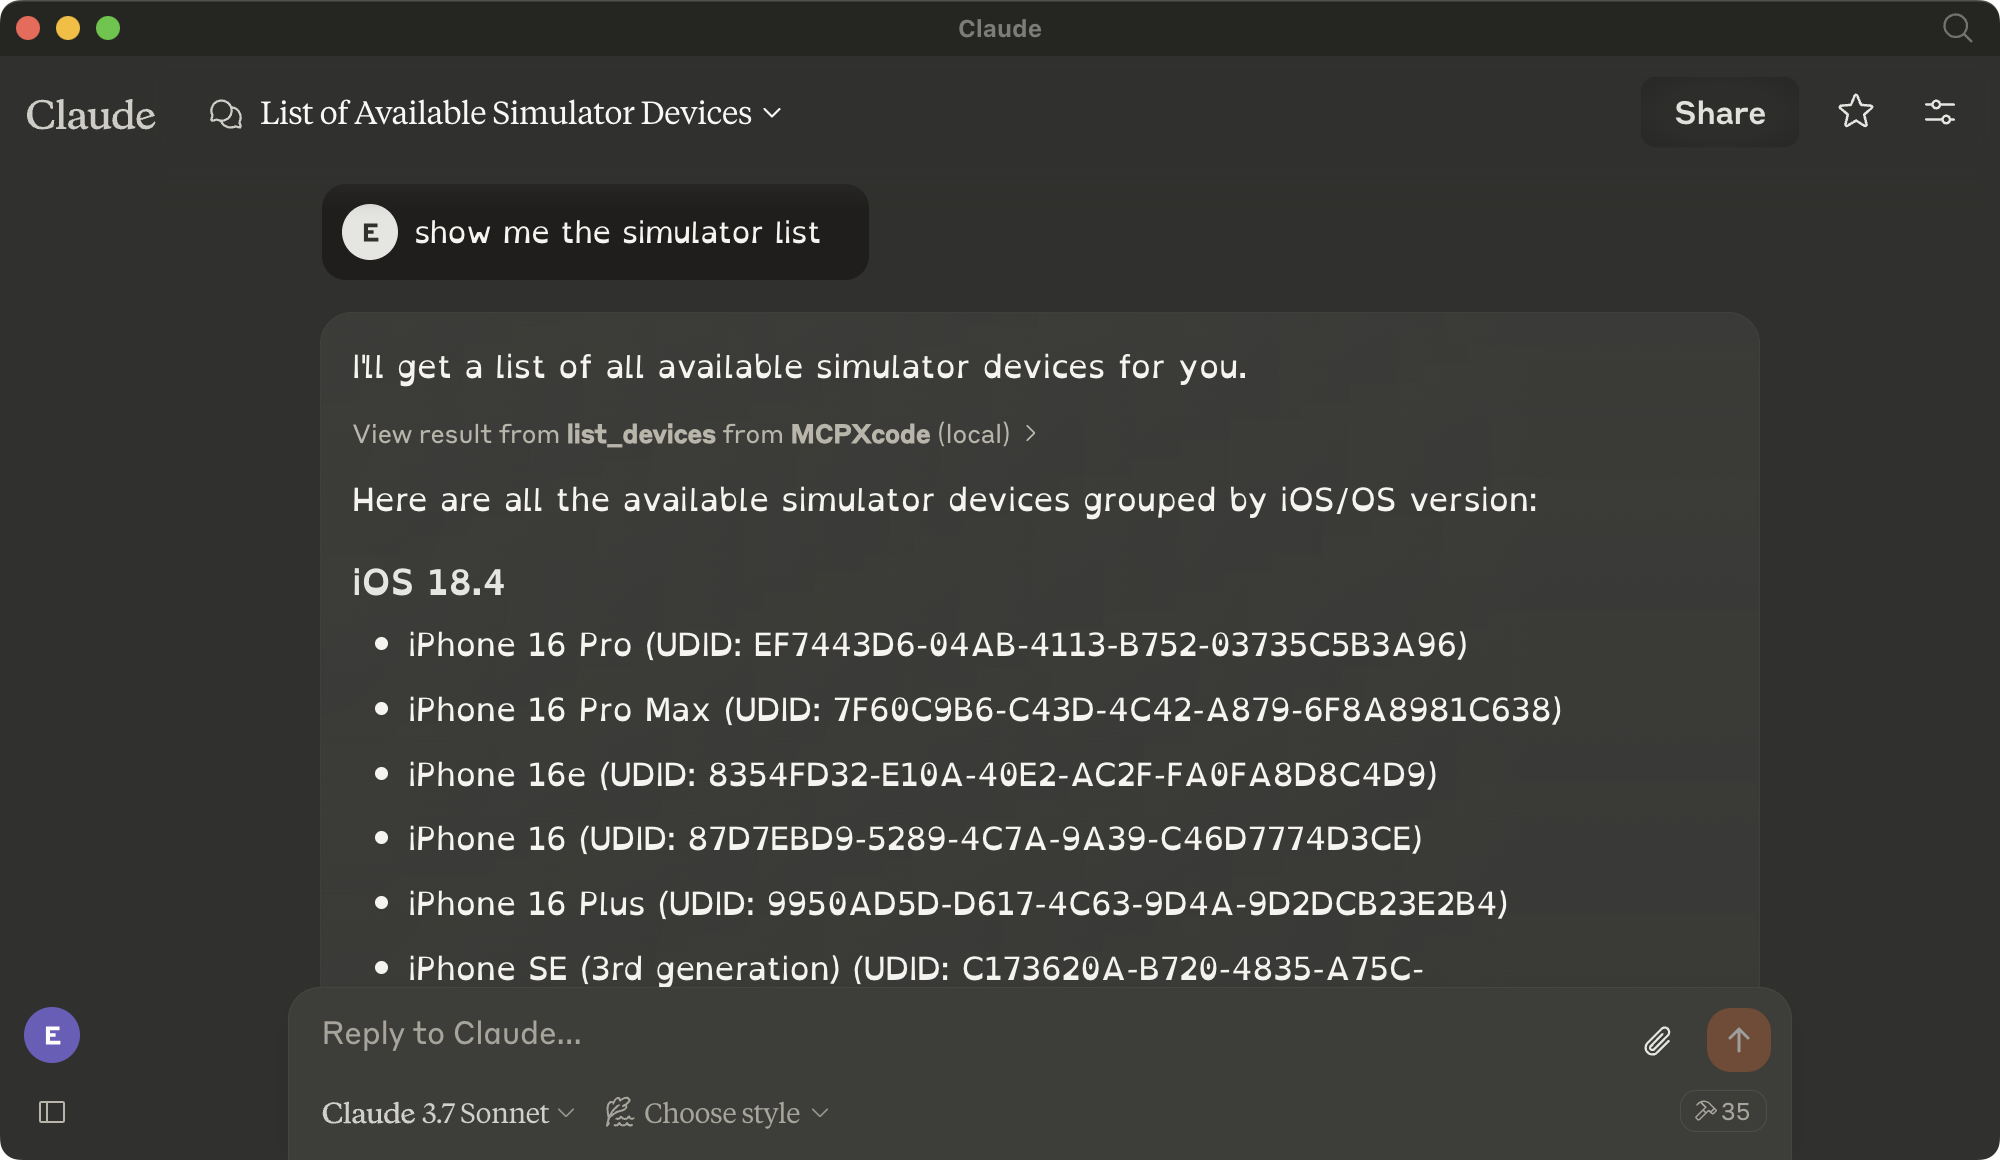 Claude
Claude
List of Available Simulator Devices
Share
E
show me the simulator list
I'll get a list of all available simulator devices for you.
View result from list_devices from MCPXcode (local)
Here are all the available simulator devices grouped by iOS/OS version:
iOS 18.4
• iPhone 16 Pro (UDID: EF7443D6-04AB-4113-B752-03735C5B3A96)
• iPhone 16 Pro Max (UDID: 7F60C9B6-C43D-4C42-A879-6F8A8981C638)
• iPhone 16e (UDID: 8354FD32-E10A-40E2-AC2F-FA0FA8D8C4D9)
• iPhone 16 (UDID: 87D7EBD9-5289-4C7A-9A39-C46D7774D3CE)
• iPhone 16 Plus (UDID: 9950AD5D-D617-4C63-9D4A-9D2DCB23E2B4)
• iPhone SE (3rd generation) (UDID: C173620A-B720-4835-A75C-
E
Reply to Claude...
Claude 3.7 Sonnet
Choose style
35